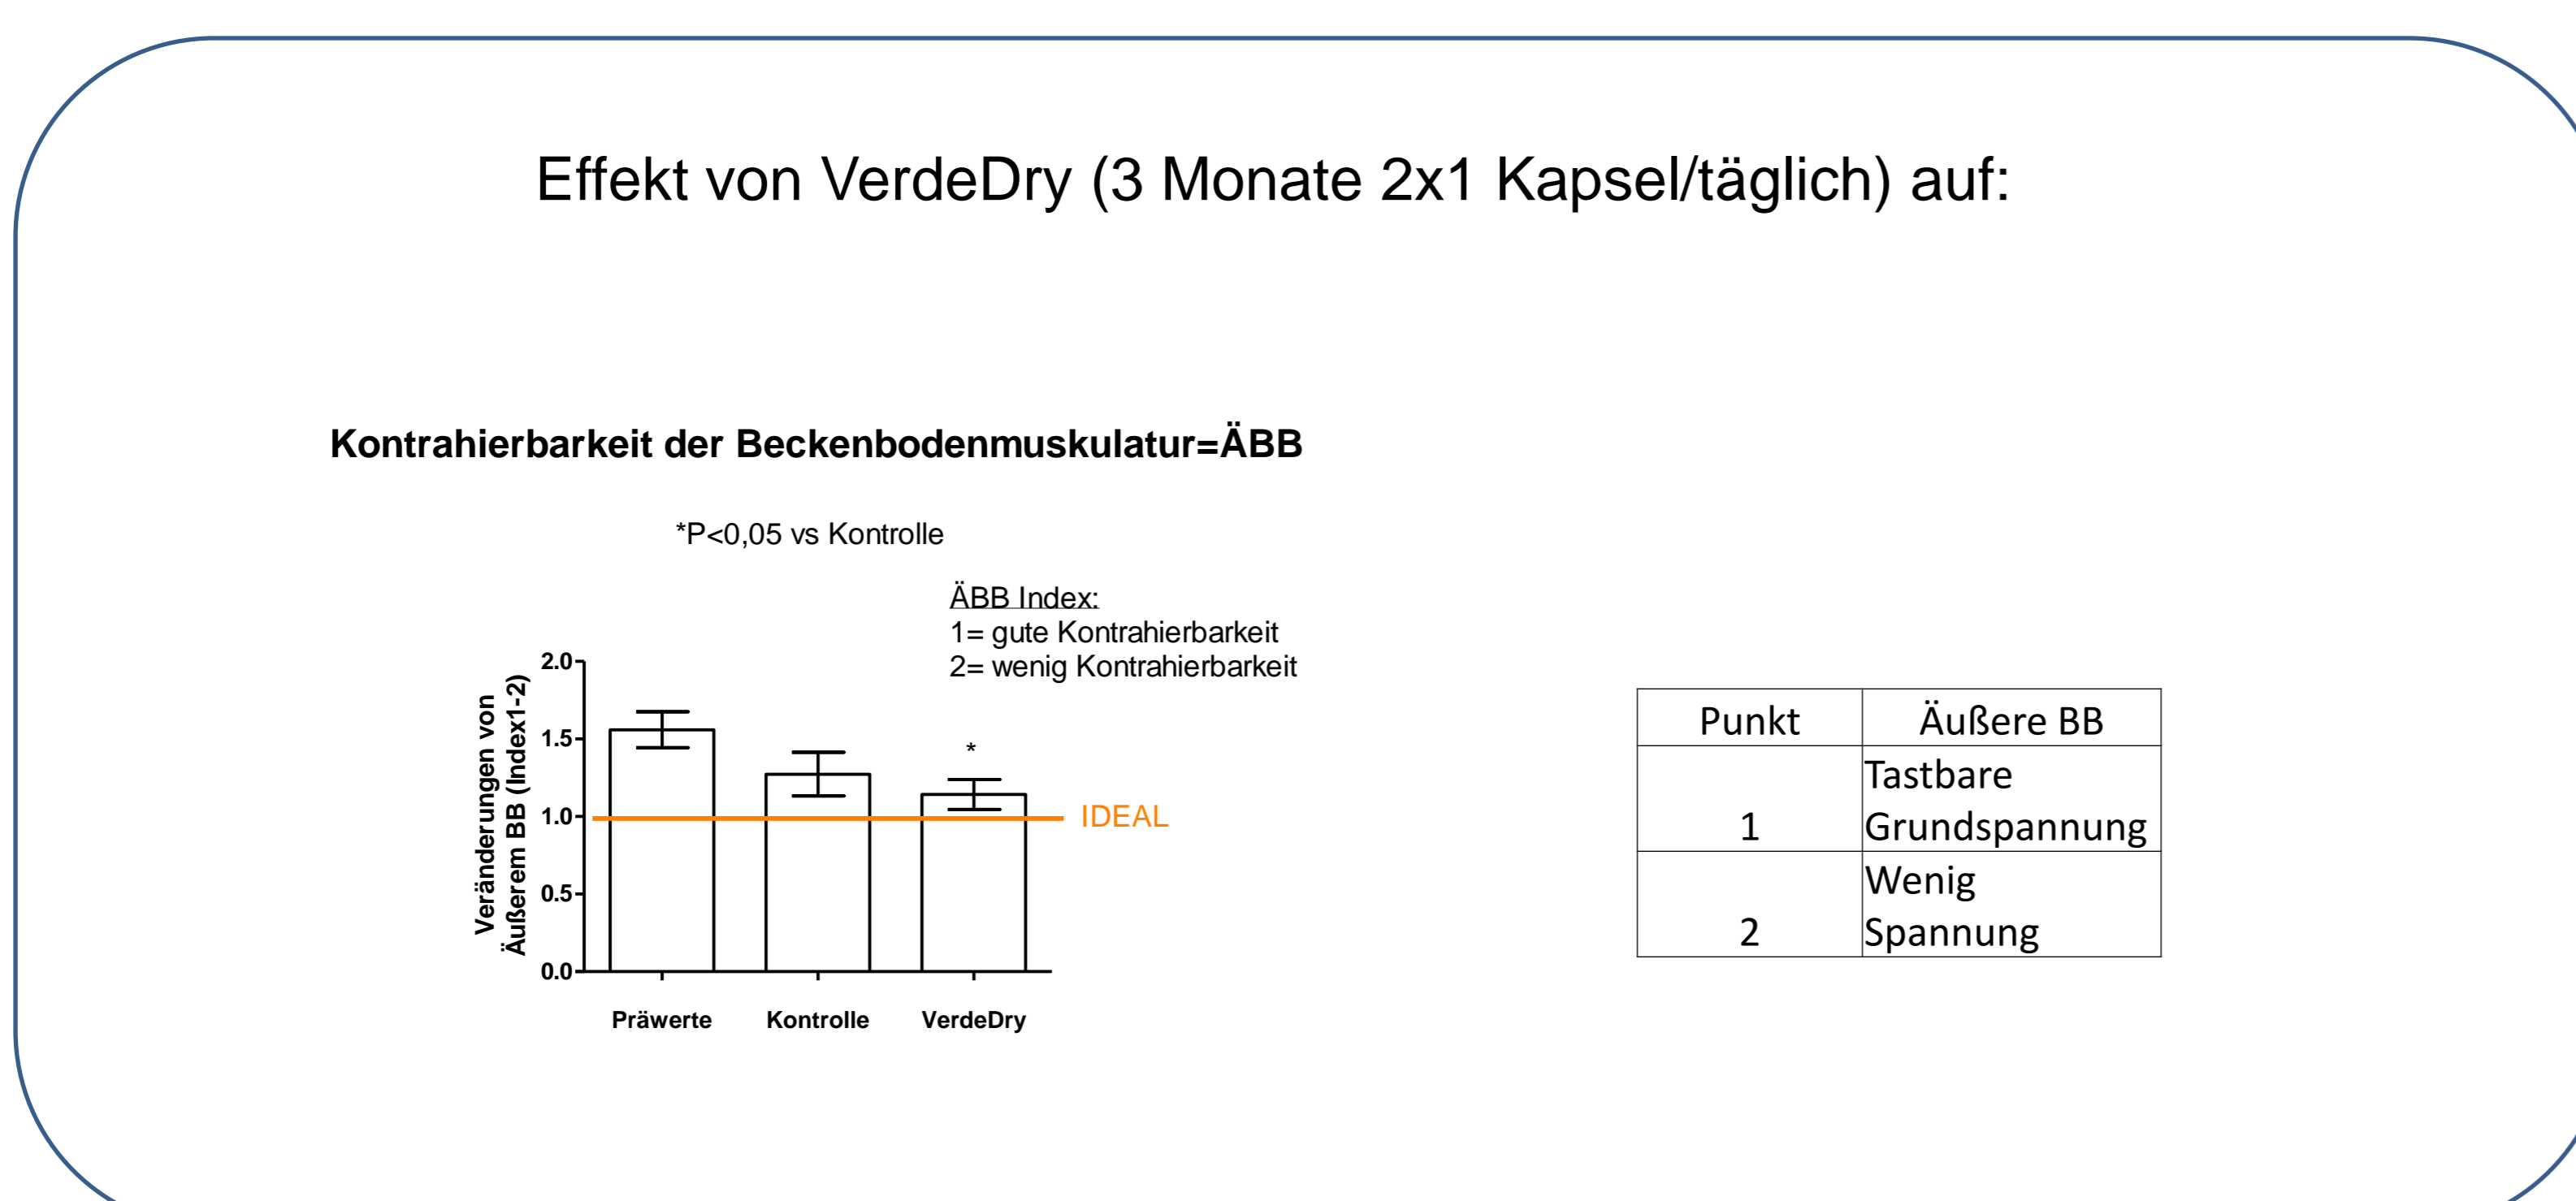 Effekt von VerdeDry (3 Monate 2x1 Kapsel/täglich) auf:
Kontrahierbarkeit der Beckenbodenmuskulatur=ÄBB
*P<0,05 vs Kontrolle
ÄBB Index:
1= gute Kontrahierbarkeit
2= wenig Kontrahierbarkeit
Veränderungen von
Äußerem BB (Index1-2)
2.0
1.5
1.0
0.5
0.0
*
IDEAL
Präwerte Kontrolle VerdeDry
Punkt Äußere BB
Tastbare
1 Grundspannung
Wenig
2 Spannung